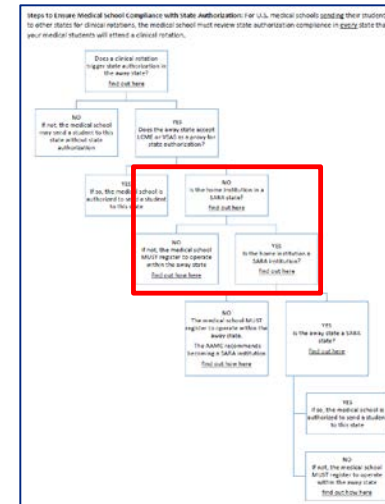 Steps to Ensure Medical School Compliance with State Authorization: For U.S. medical schools sending their students
to other states for clinical rotations, the medical school must review state authorization compliance in every state that
your medical students will attend a clinical rotation.
Does a clinical rotation
trigger state authorization in
the away state?
find out here
NO
If not, the medical school
may send a student to this
state without state
authorization
YES
Does the away state accept
LCME or VSAS as a proxy for
state authorization?
YES
If so, the medical school is
authorized to send a student
to this state
NO
Is the home institution in a
SARA state?
find out here
NO
If not, the medical school
MUST register to operate
within the away state
find out how here
YES
Is the home institution a
SARA institution?
find out here
NO
The medical school MUST
register to operate within the
away state.
The AAMC recommends
becoming a SARA institution
find out how here
YES
Is the away state a SARA
state?
find out here
YES
If so, the medical school is
authorized to send a student
to this state
NO
If not, the medical school
MUST register to operate
within the away state
find out how here